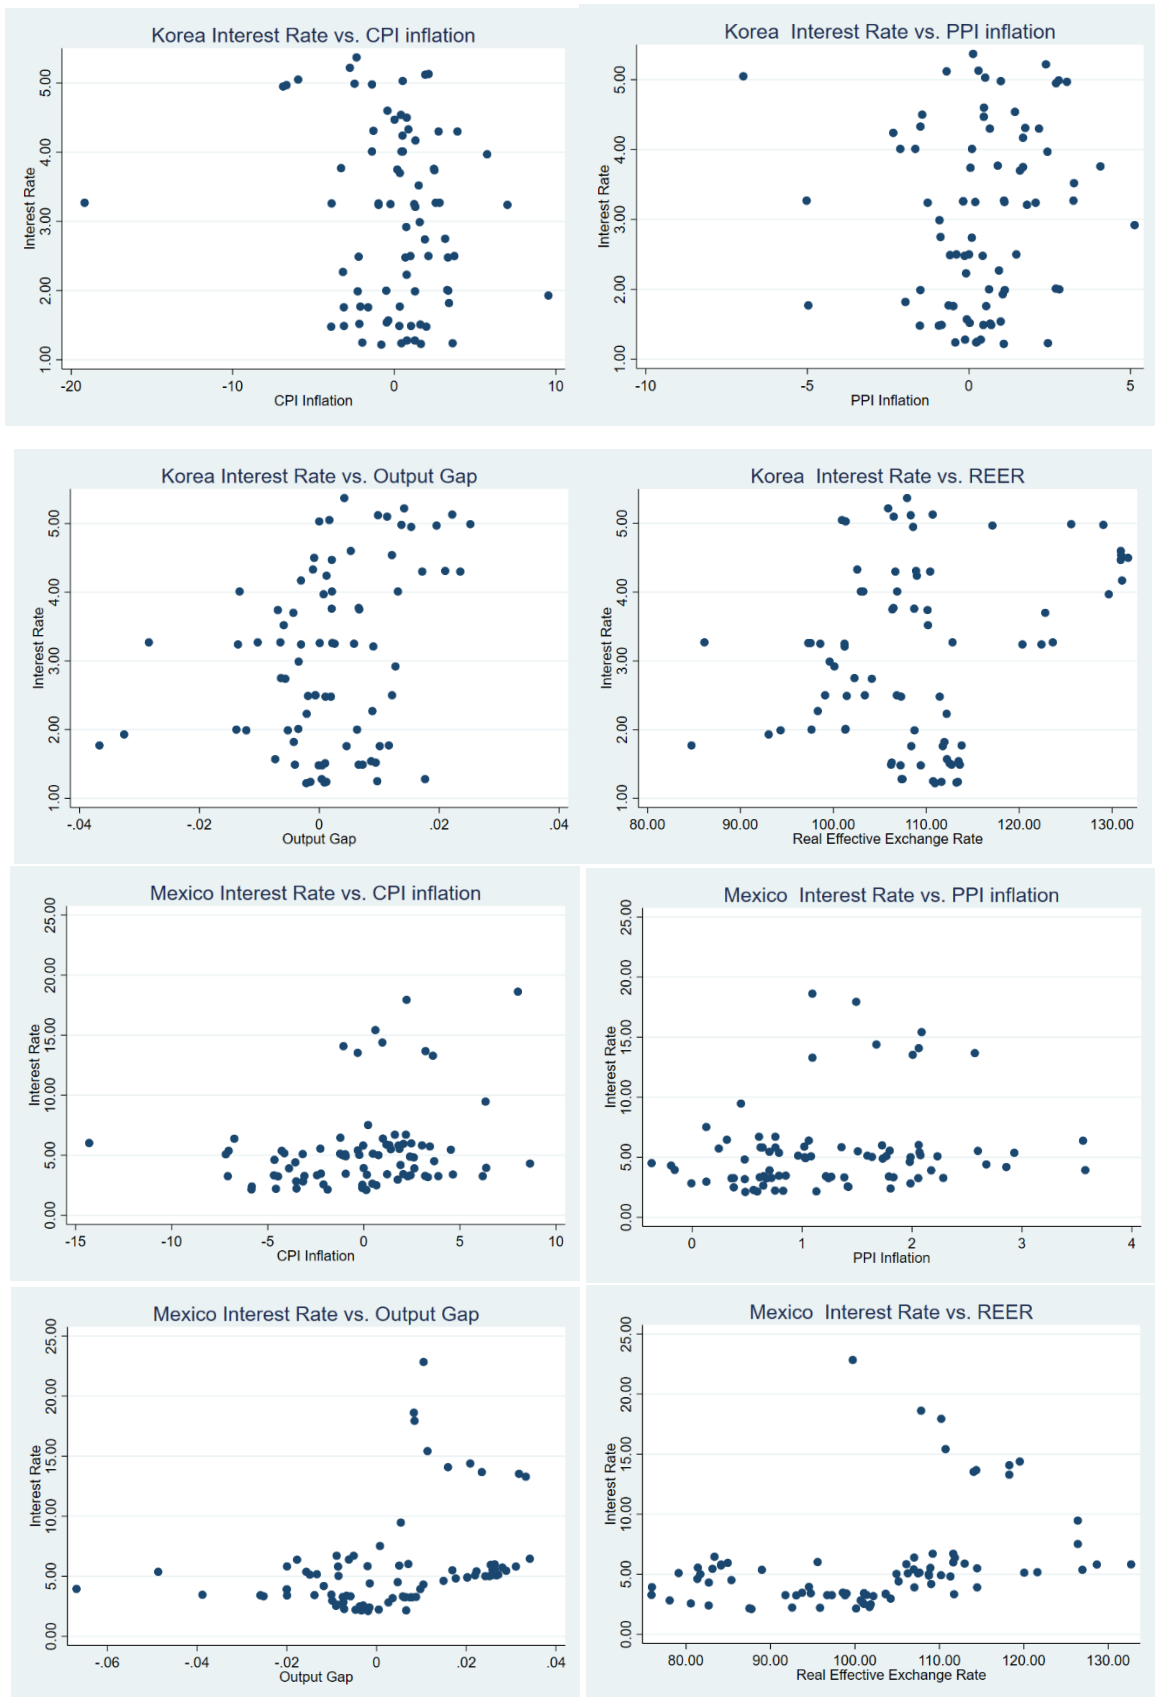 Korea Interest Rate vs. CPI inflation
Interest Rate
5.00
4.00
3.00
2.00
1.00
-20 -10 0 10
CPI Inflation
Korea Interest Rate vs. PPI inflation
Interest Rate
5.00
4.00
3.00
2.00
1.00
-10 -5 0 5
PPI Inflation
Korea Interest Rate vs. Output Gap
Interest Rate
5.00
4.00
3.00
2.00
1.00
-.04 -.02 0 .02 .04
Output Gap
Korea Interest Rate vs. REER
Interest Rate
5.00
4.00
3.00
2.00
1.00
80.00 90.00 100.00 110.00 120.00 130.00
Real Effective Exchange Rate
Mexico Interest Rate vs. CPI inflation
Interest Rate
25.00
20.00
15.00
10.00
5.00
0.00
-15 -10 -5 0 5 10
CPI Inflation
Mexico Interest Rate vs. PPI inflation
Interest Rate
25.00
20.00
15.00
10.00
5.00
0.00
0 1 2 3 4
PPI Inflation
Mexico Interest Rate vs. Output Gap
Interest Rate
25.00
20.00
15.00
10.00
5.00
0.00
-.06 -.04 -.02 0 .02 .04
Output Gap
Mexico Interest Rate vs. REER
Interest Rate
25.00
20.00
15.00
10.00
5.00
0.00
80.00 90.00 100.00 110.00 120.00 130.00
Real Effective Exchange Rate